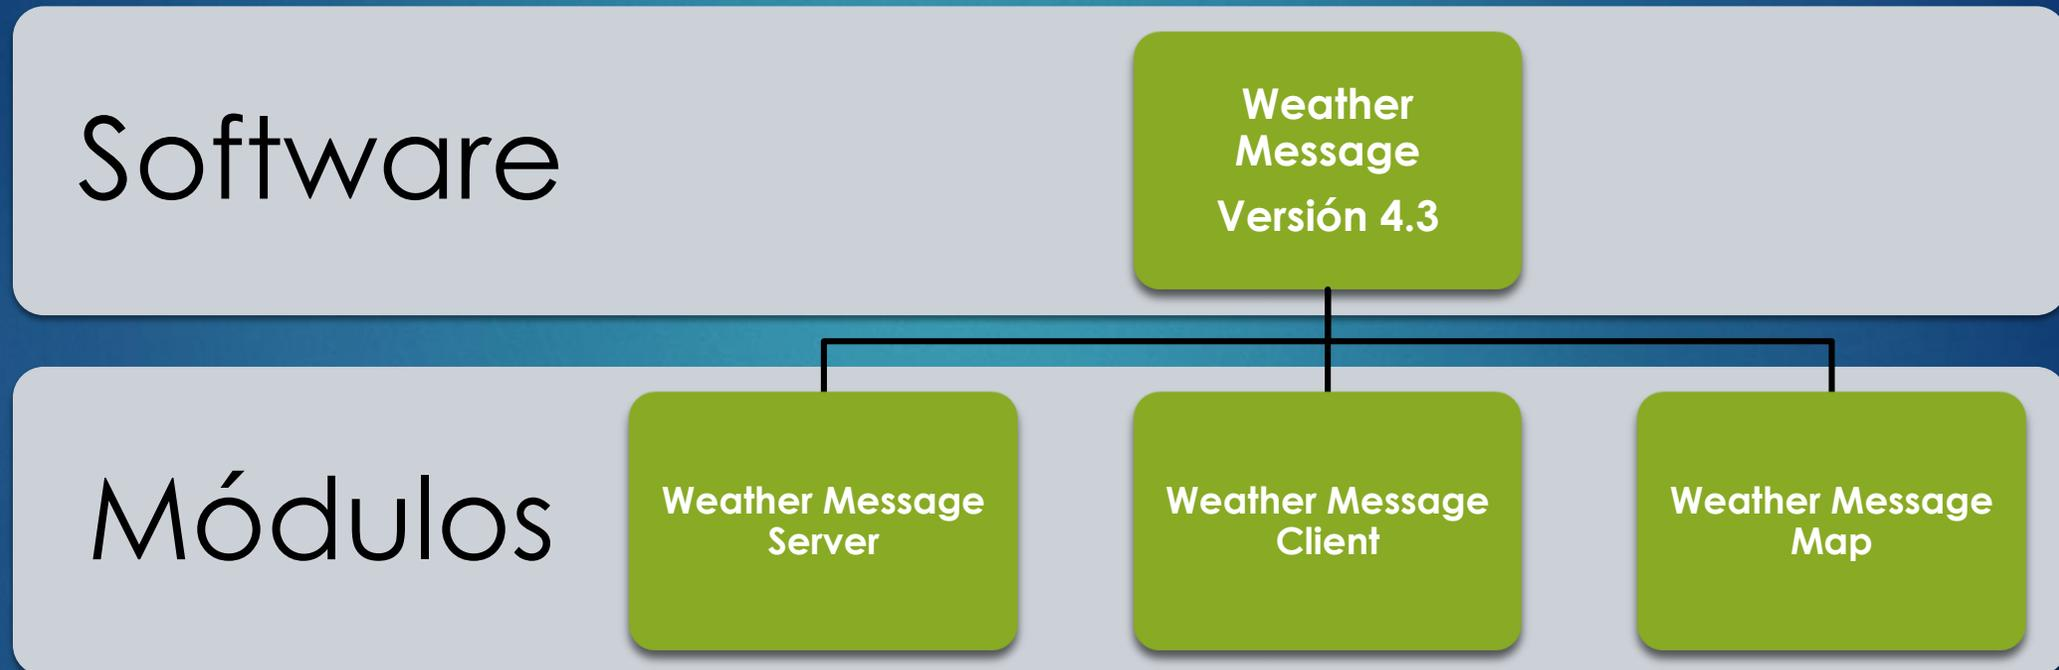 Software
Weather
Message
Versión 4.3
Módulos
Weather Message
Server
Weather Message
Client
Weather Message
Map